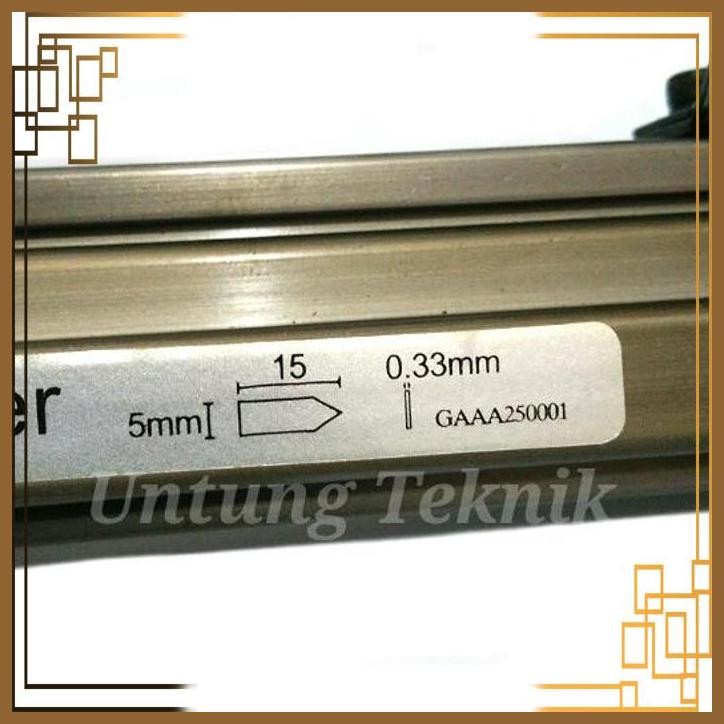 er
15
0.33mm
5mm
GAAA250001
Untung Teknik